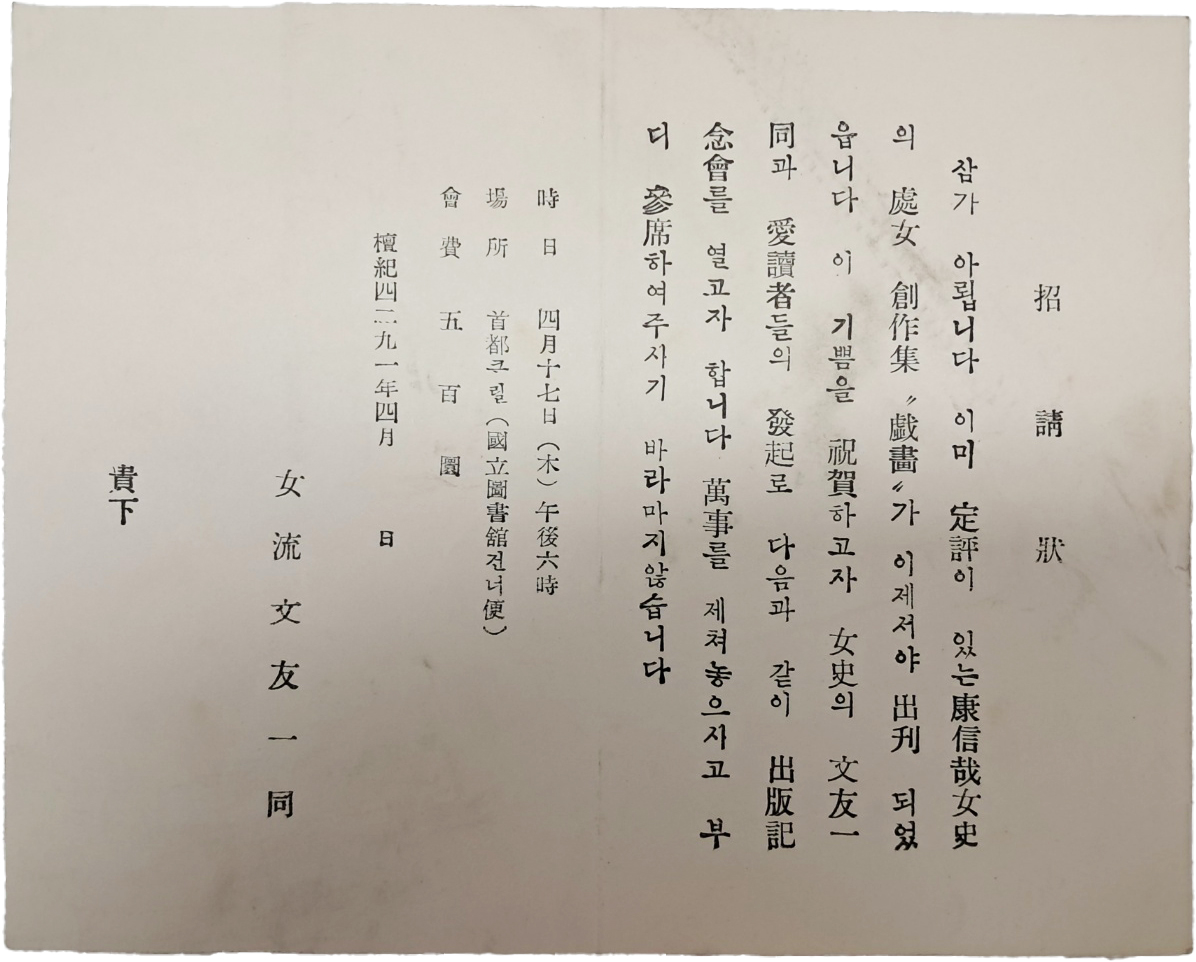 招請狀
삼가 아룁니다 이미 定評이 있는康信哉女史
의 處女 創作集 〝戱畵〞가 이제서야 出刊 되었
읍니다 이 기쁨을 祝賀하고자 女史의 文友一
同과 愛讀者들의 發起로 다음과 같이 出版記
念會를 열고자 합니다 萬事를 제쳐놓으시고 부
디 參席하여주시기 바라마지않습니다
時日 四月十七日(木)午後六時
場所 首都크릴(國立圖書舘건너便)
會費 五百圜
檀紀四二九一年四月 日
女流文友一同
貴下